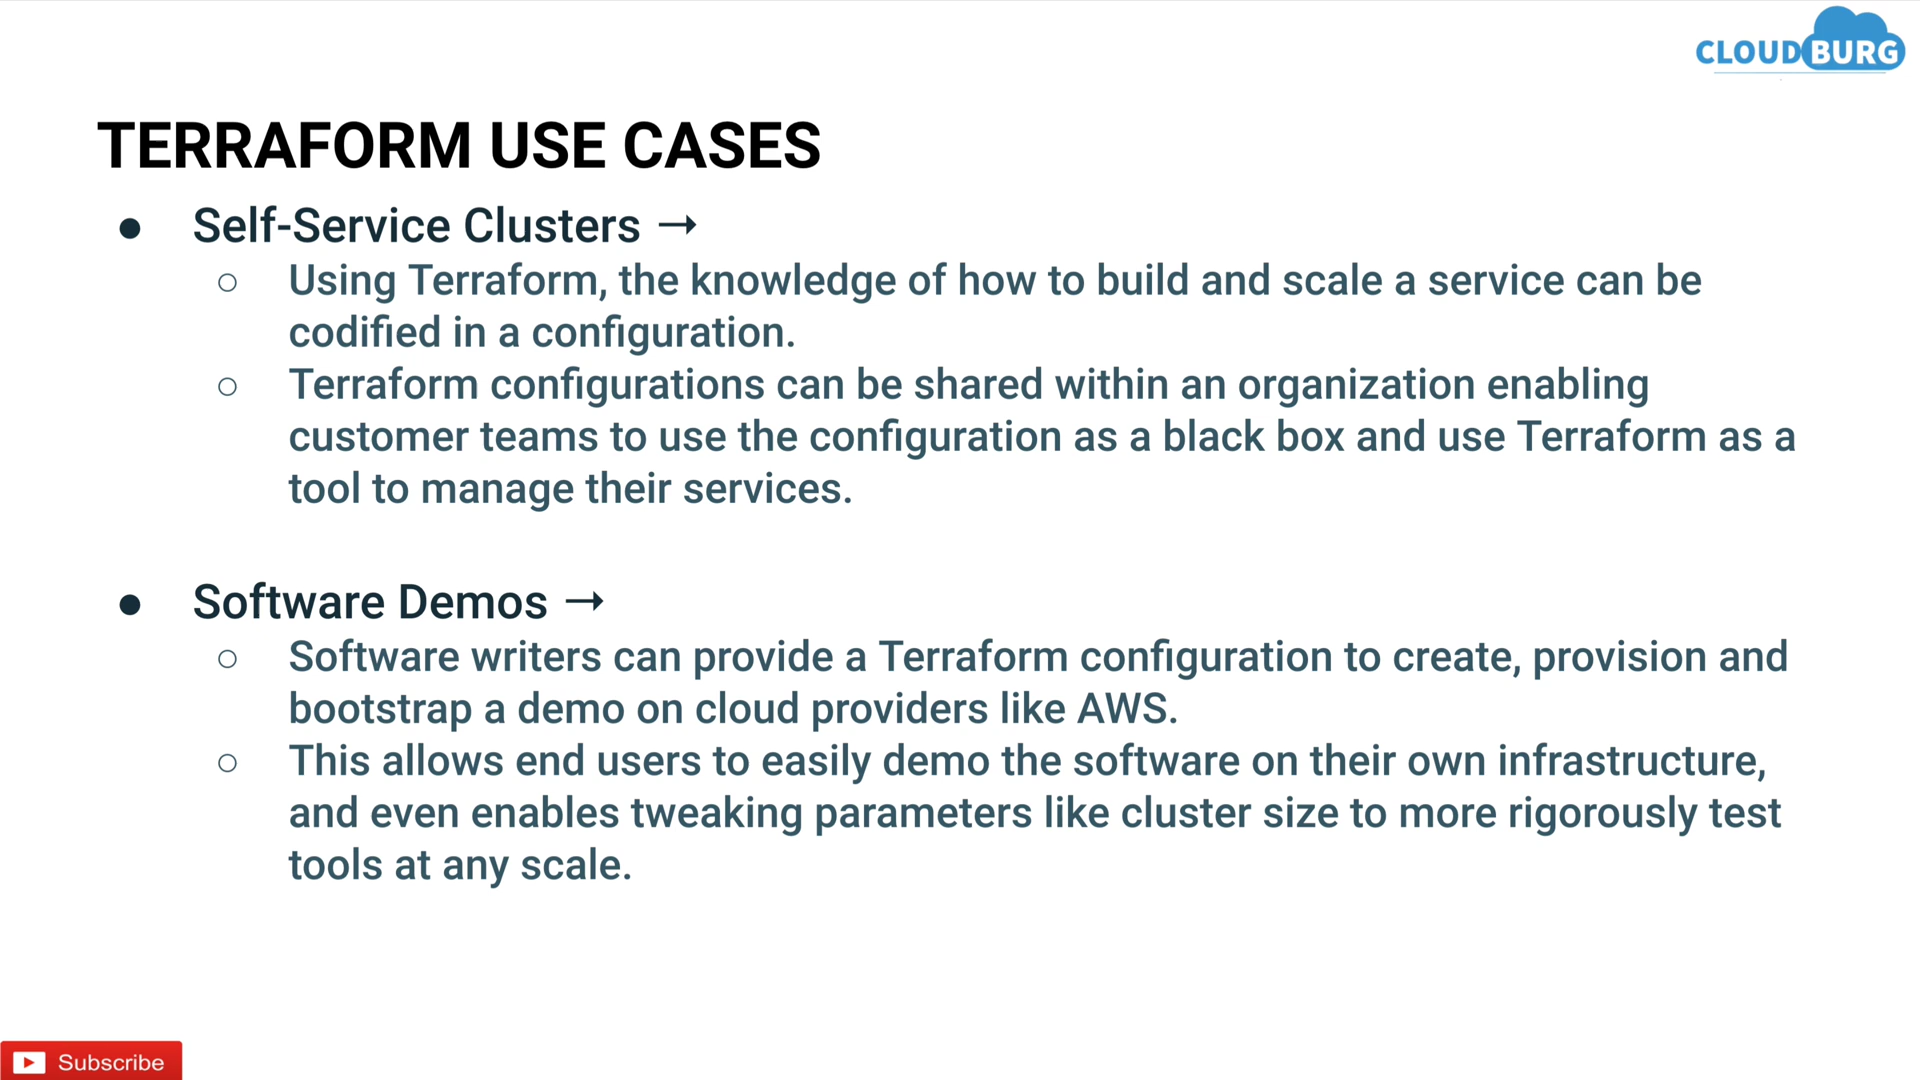 CLOUDBURG
TERRAFORM USE CASES
● Self-Service Clusters →
○ Using Terraform, the knowledge of how to build and scale a service can be
codified in a configuration.
○ Terraform configurations can be shared within an organization enabling
customer teams to use the configuration as a black box and use Terraform as a
tool to manage their services.
● Software Demos →
○ Software writers can provide a Terraform configuration to create, provision and
bootstrap a demo on cloud providers like AWS.
○ This allows end users to easily demo the software on their own infrastructure,
and even enables tweaking parameters like cluster size to more rigorously test
tools at any scale.
Subscribe